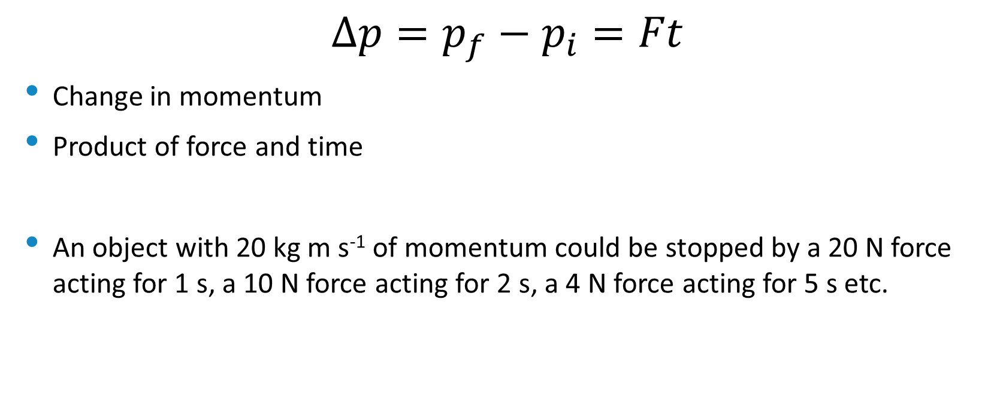 Δp = p_f − p_i = Ft
• Change in momentum
• Product of force and time
• An object with 20 kg m s⁻¹ of momentum could be stopped by a 20 N force
acting for 1 s, a 10 N force acting for 2 s, a 4 N force acting for 5 s etc.